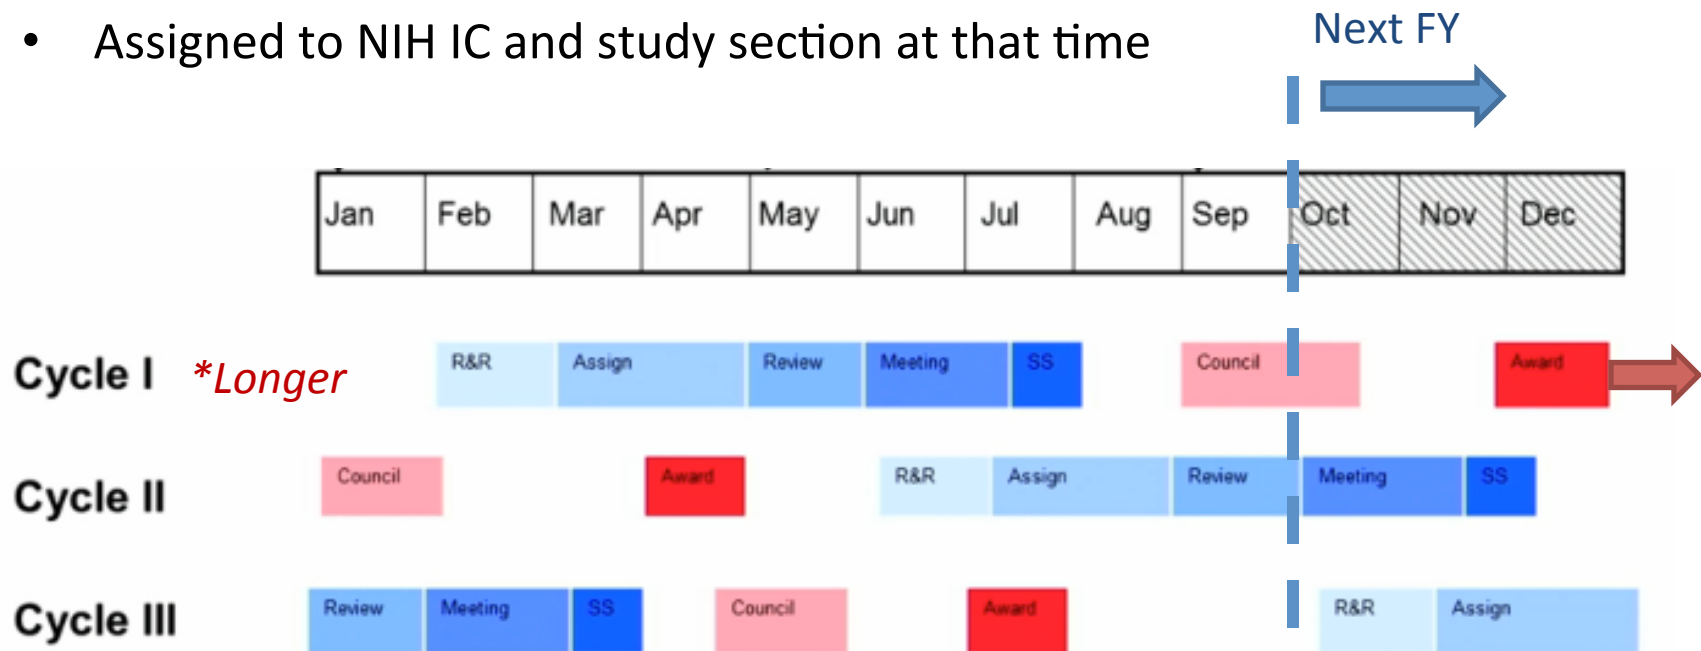 • Assigned to NIH IC and study section at that time
Next FY
Jan Feb Mar Apr May Jun Jul Aug Sep Oct Nov Dec
Cycle I *Longer R&R Assign Review Meeting SS Council Award
Cycle II Council Award R&R Assign Review Meeting SS
Cycle III Review Meeting SS Council Award R&R Assign